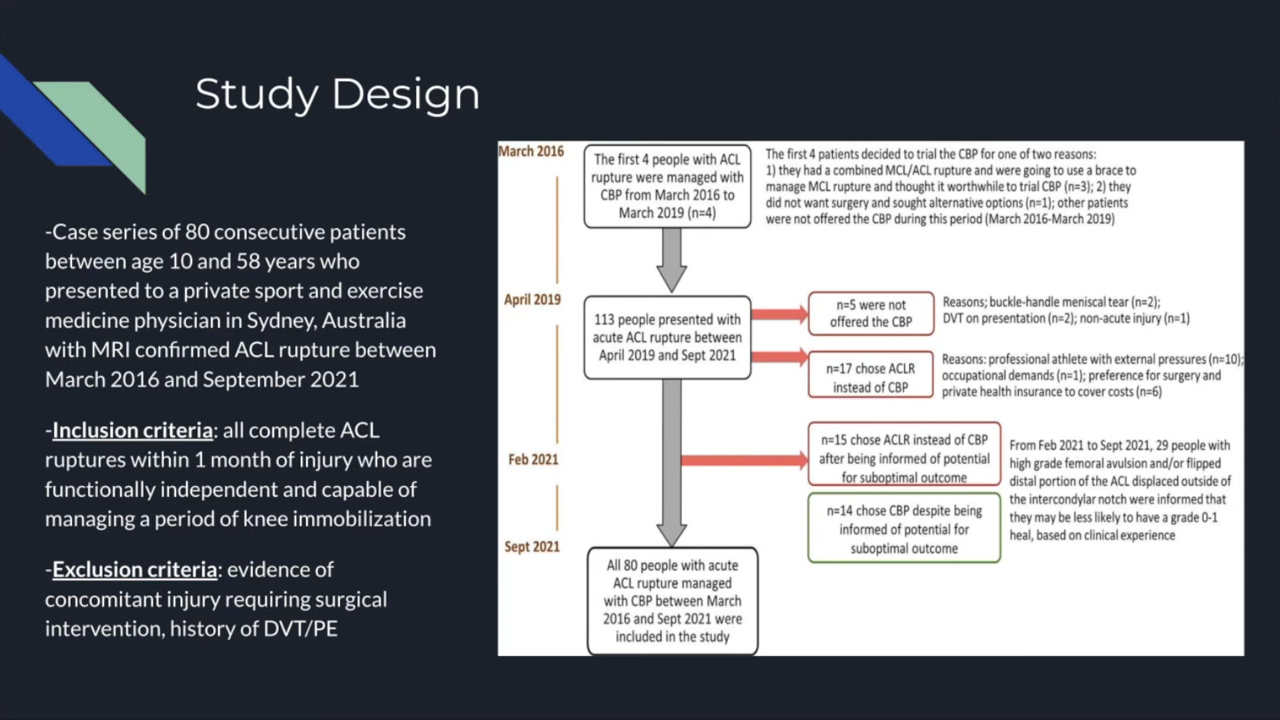 Study Design
-Case series of 80 consecutive patients
between age 10 and 58 years who
presented to a private sport and exercise
medicine physician in Sydney, Australia
with MRI confirmed ACL rupture between
March 2016 and September 2021
-Inclusion criteria: all complete ACL
ruptures within 1 month of injury who are
functionally independent and capable of
managing a period of knee immobilization
-Exclusion criteria: evidence of
concomitant injury requiring surgical
intervention, history of DVT/PE
March 2016
The first 4 people with ACL
rupture were managed with
CBP from March 2016 to
March 2019 (n=4)
The first 4 patients decided to trial the CBP for one of two reasons:
1) they had a combined MCL/ACL rupture and were going to use a brace to
manage MCL rupture and thought it worthwhile to trial CBP (n=3); 2) they
did not want surgery and sought alternative options (n=1); other patients
were not offered the CBP during this period (March 2016-March 2019)
April 2019
113 people presented with
acute ACL rupture between
April 2019 and Sept 2021
n=5 were not
offered the CBP
Reasons; buckle-handle meniscal tear (n=2);
DVT on presentation (n=2); non-acute injury (n=1)
n=17 chose ACLR
instead of CBP
Reasons: professional athlete with external pressures (n=10);
occupational demands (n=1); preference for surgery and
private health insurance to cover costs (n=6)
Feb 2021
n=15 chose ACLR instead of CBP
after being informed of potential
for suboptimal outcome
n=14 chose CBP despite being
informed of potential for
suboptimal outcome
From Feb 2021 to Sept 2021, 29 people with
high grade femoral avulsion and/or flipped
distal portion of the ACL displaced outside of
the intercondylar notch were informed that
they may be less likely to have a grade 0-1
heal, based on clinical experience
Sept 2021
All 80 people with acute
ACL rupture managed
with CBP between March
2016 and Sept 2021 were
included in the study